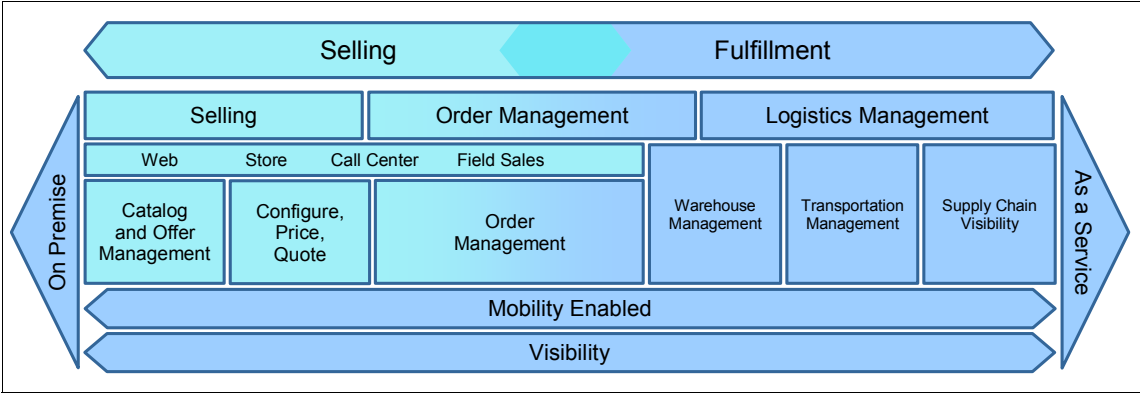 Selling
Fulfillment
Selling
Order Management
Logistics Management
Web
Store
Call Center
Field Sales
On Premise
Catalog
and Offer
Management
Configure,
Price,
Quote
Order
Management
Warehouse
Management
Transportation
Management
Supply Chain
Visibility
As a Service
Mobility Enabled
Visibility